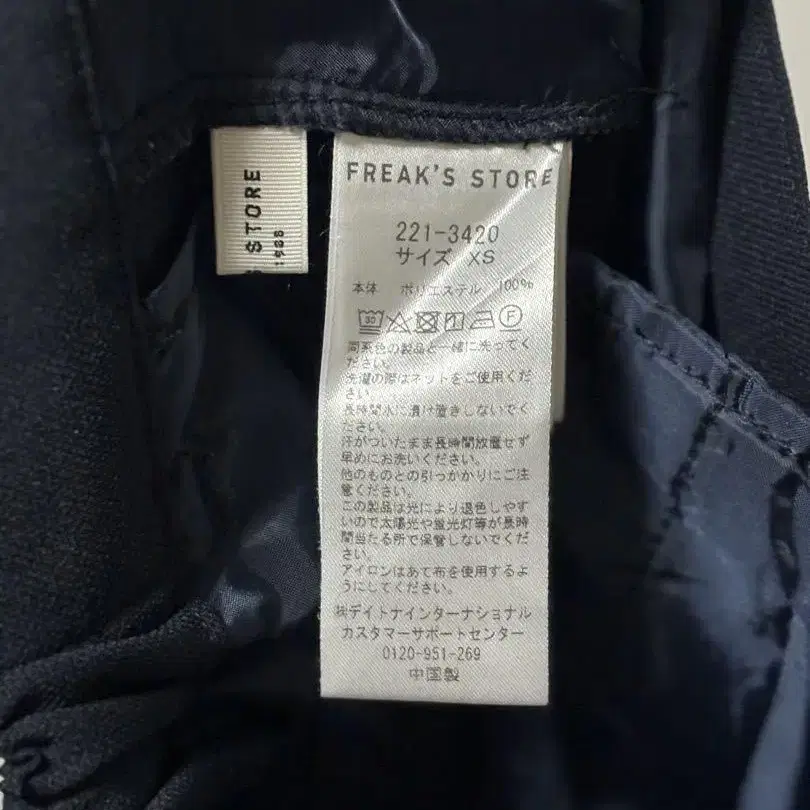 S STORE
1986
FREAK'S STORE
221-3420
サイズ XS
本体 ポリエステル 100%
30
F
同系色の製品と一緒に洗ってく
ださい。
洗濯の際はネットをご使用くだ
さい
長時間水に漬け置きしないでく
ださい。
汗がついたまま長時間放置せず
早めにお洗いください。
他のものとの引っかかりにご注
意ください。
この製品は光により退色しやす
いので太陽光や蛍光灯等が長時
間当たる所で保管しないでくだ
さい。
アイロンはあて布を使用するよ
うにしてください。
㈱デイトナインターナショナル
カスタマーサポートセンター
0120-951-269
中国製